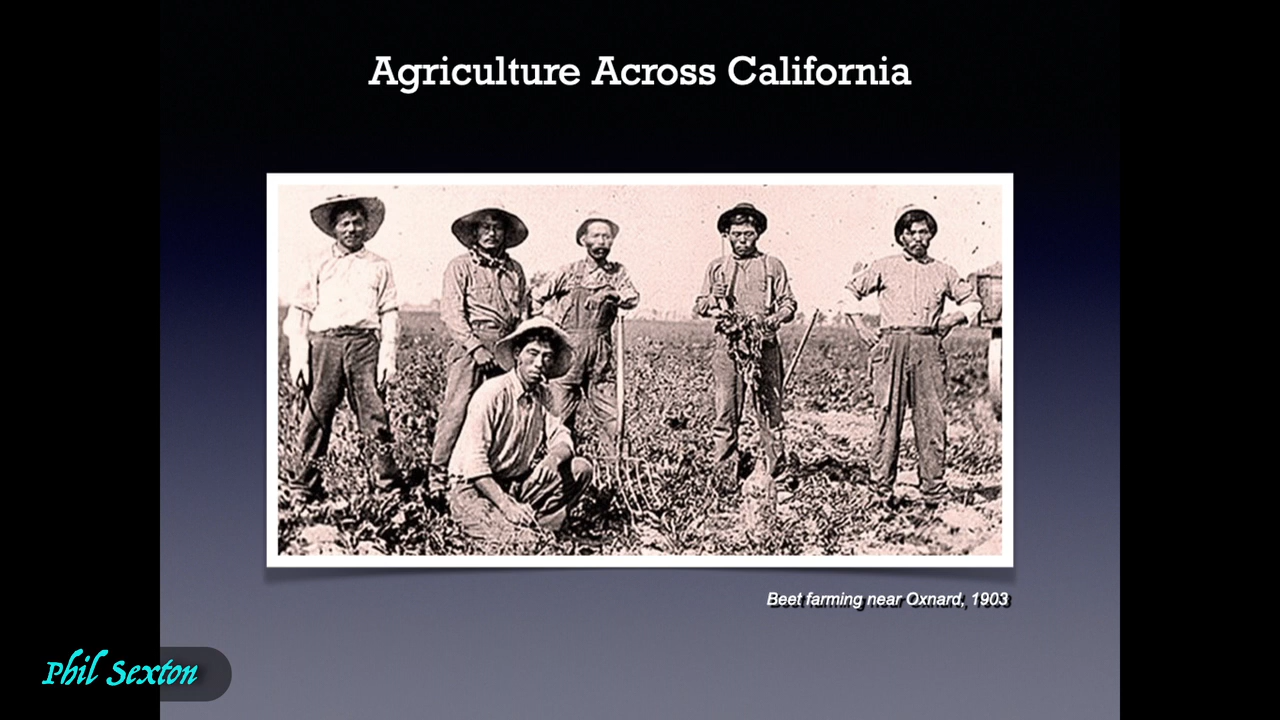 Agriculture Across California
Beet farming near Oxnard, 1903
Phil Sexton